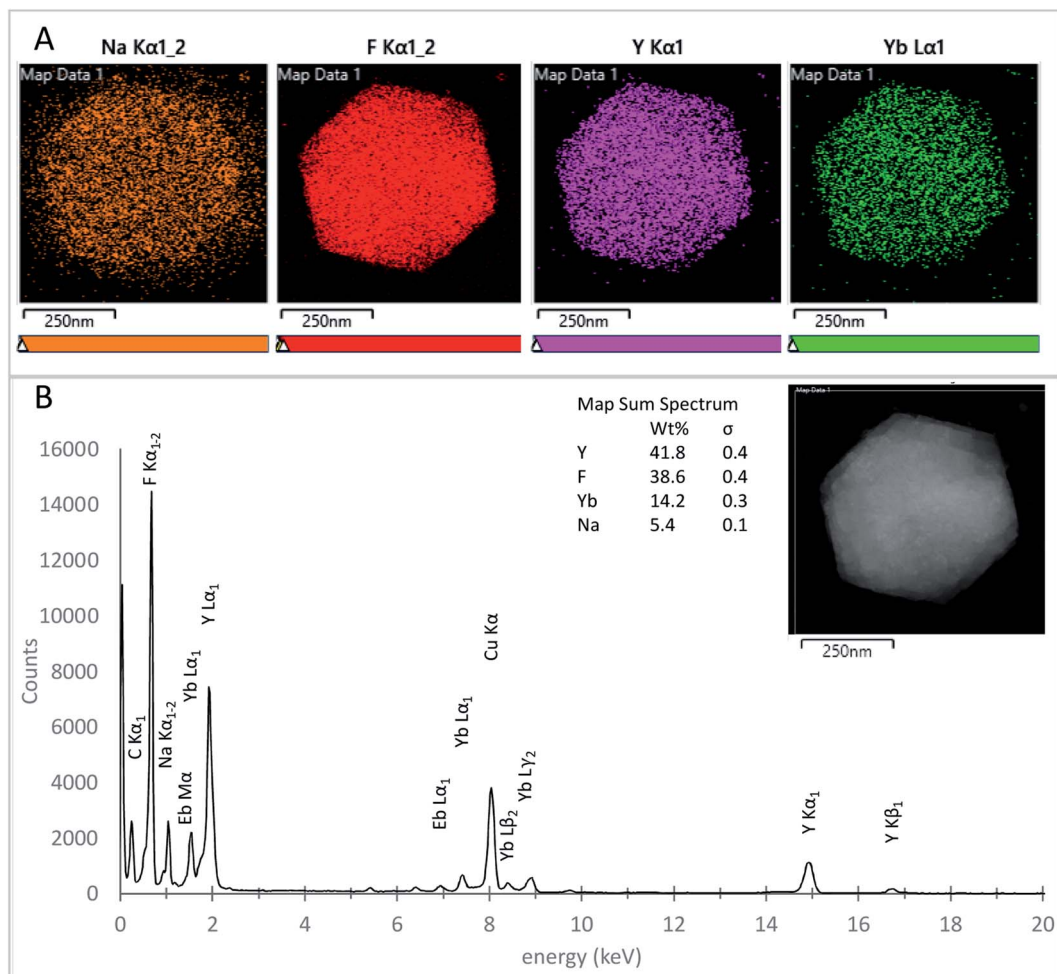 A
Na Kα1_2
F Kα1_2
Y Kα1
Yb Lα1
Map Data 1
Map Data 1
Map Data 1
Map Data 1
250nm
250nm
250nm
250nm
B
Map Sum Spectrum
Wt% σ
Y 41.8 0.4
F 38.6 0.4
Yb 14.2 0.3
Na 5.4 0.1
Map Data 1
250nm
Counts
16000
14000
12000
10000
8000
6000
4000
2000
0
C Kα₁
F Kα₁₋₂
Na Kα₁₋₂
Eb Mα
Yb Lα₁
Y Lα₁
Eb Lα₁
Yb Lα₁
Cu Kα
Yb Lβ₂
Yb Lγ₂
Y Kα₁
Y Kβ₁
0 2 4 6 8 10 12 14 16 18 20
energy (keV)